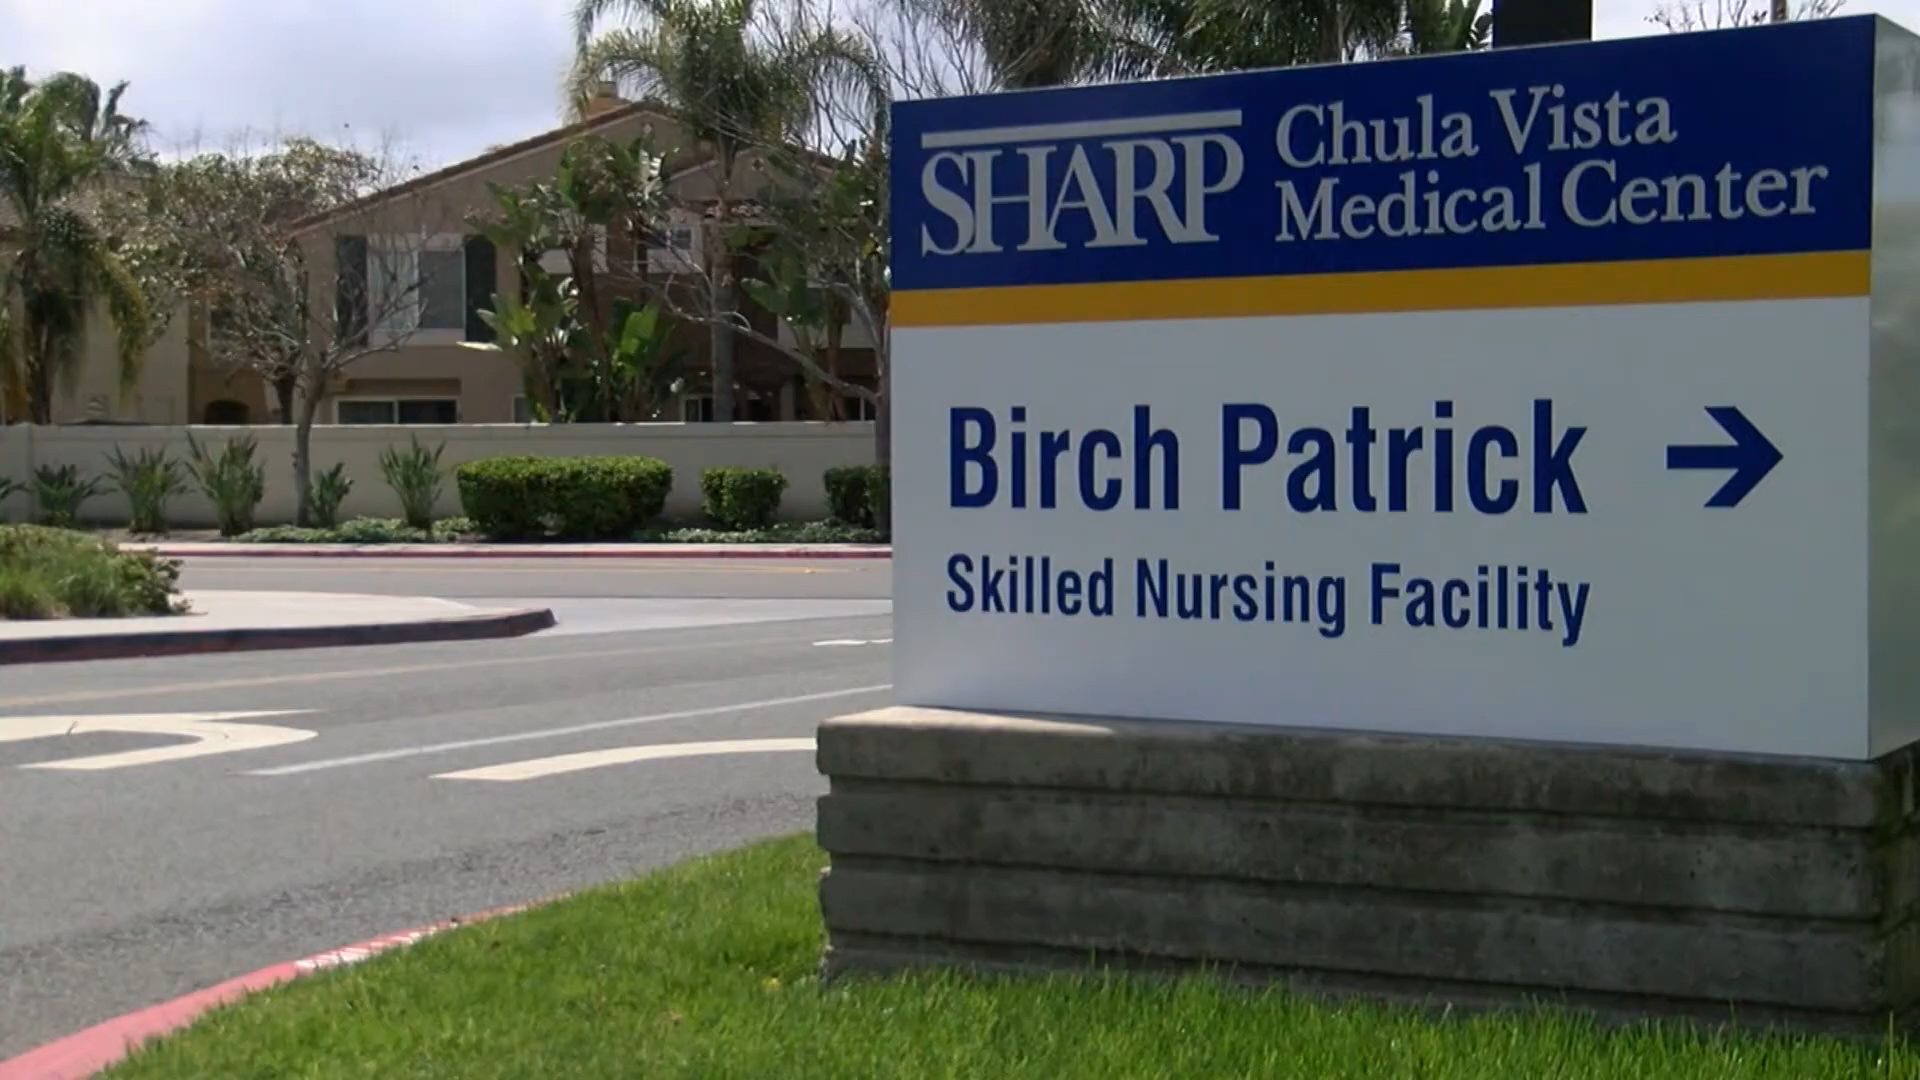 SHARP
Chula Vista
Medical Center
Birch Patrick →
Skilled Nursing Facility